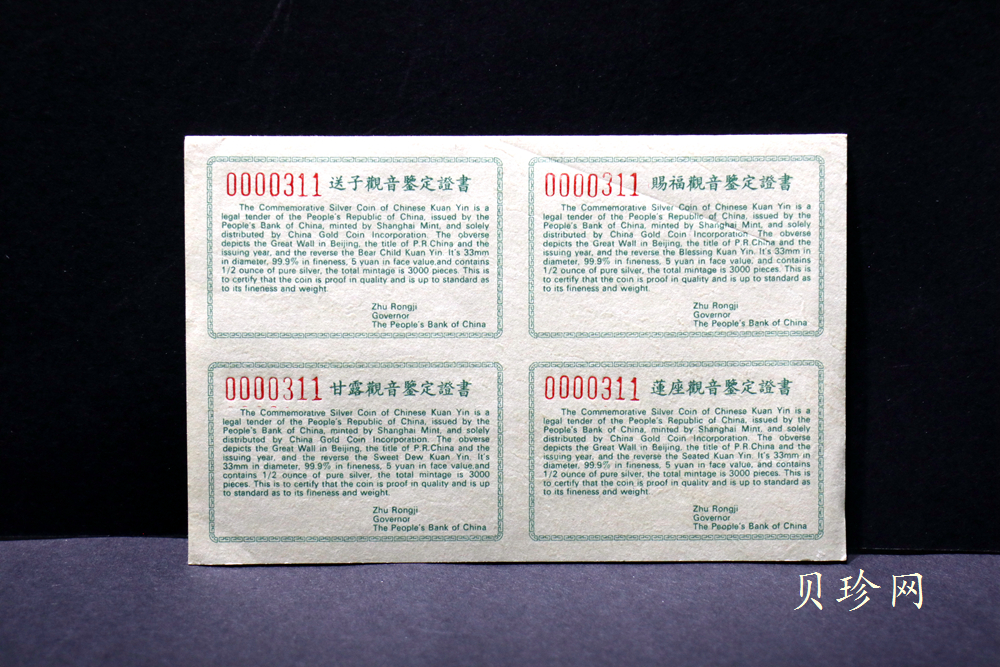 0000311 送子觀音鑒定證書
The Commemorative Silver Coin of Chinese Kuan Yin is a
legal tender of the People's Republic of China, issued by the
People's Bank of China, minted by Shanghai Mint, and solely
distributed by China Gold Coin Incorporation. The obverse
depicts the Great Wall in Beijing, the title of P.R.China and the
issuing year, and the reverse the Bear Child Kuan Yin. It's 33mm
in diameter, 99.9% in fineness, 5 yuan in face value,and contains
1/2 ounce of pure silver, the total mintage is 3000 pieces. This is
to certify that the coin is proof in quality and is up to standard as
to its fineness and weight.
Zhu Rongji
Governor
The People's Bank of China
0000311 賜福觀音鑒定證書
The Commemorative Silver Coin of Chinese Kuan Yin is a
legal tender of the People's Republic of China, issued by the
People's Bank of China, minted by Shanghai Mint, and solely
distributed by China Gold Coin Incorporation. The obverse
depicts the Great Wall in Beijing, the title of P.R.China and the
issuing year, and the reverse the Blessing Kuan Yin. It's 33mm
in diameter, 99.9% in fineness, 5 yuan in face value, and contains
1/2 ounce of pure silver, the total mintage is 3000 pieces. This is
to certify that the coin is proof in quality and is up to standard as
to its fineness and weight.
Zhu Rongji
Governor
The People's Bank of China
0000311 甘露觀音鑒定證書
The Commemorative Silver Coin of Chinese Kuan Yin is a
legal tender of the People's Republic of China, issued by the
People's Bank of China, minted by Shanghai Mint, and solely
distributed by China Gold Coin Incorporation. The obverse
depicts the Great Wall in Beijing, the title of P.R.China and the
issuing year, and the reverse the Sweet Dew Kuan Yin. It's
33mm in diameter, 99.9% in fineness, 5 yuan in face value,and
contains 1/2 ounce of pure silver, the total mintage is 3000
pieces. This is to certify that the coin is proof in quality and is up
to standard as to its fineness and weight.
Zhu Rongji
Governor
The People's Bank of China
0000311 蓮座觀音鑒定證書
The Commemorative Silver Coin of Chinese Kuan Yin is a
legal tender of the People's Republic of China, issued by the
People's Bank of China, minted by Shanghai Mint, and solely
distributed by China Gold Coin Incorporation. The obverse
depicts the Great Wall in Beijing, the title of P.R.China and the
issuing year, and the reverse the Seated Kuan Yin. It's 33mm
in diameter, 99.9% in fineness, 5 yuan in face value, and contains
1/2 ounce of pure silver, the total mintage is 3000 pieces. This is
to certify that the coin is proof in quality and is up to standard as
to its fineness and weight.
Zhu Rongji
Governor
The People's Bank of China
贝珍网